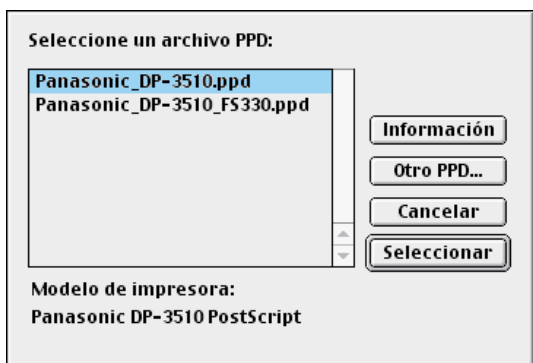 Seleccione un archivo PPD:
Panasonic_DP-3510.ppd
Panasonic_DP-3510_FS330.ppd
Información
Otro PPD...
Cancelar
Seleccionar
Modelo de impresora:
Panasonic DP-3510 PostScript